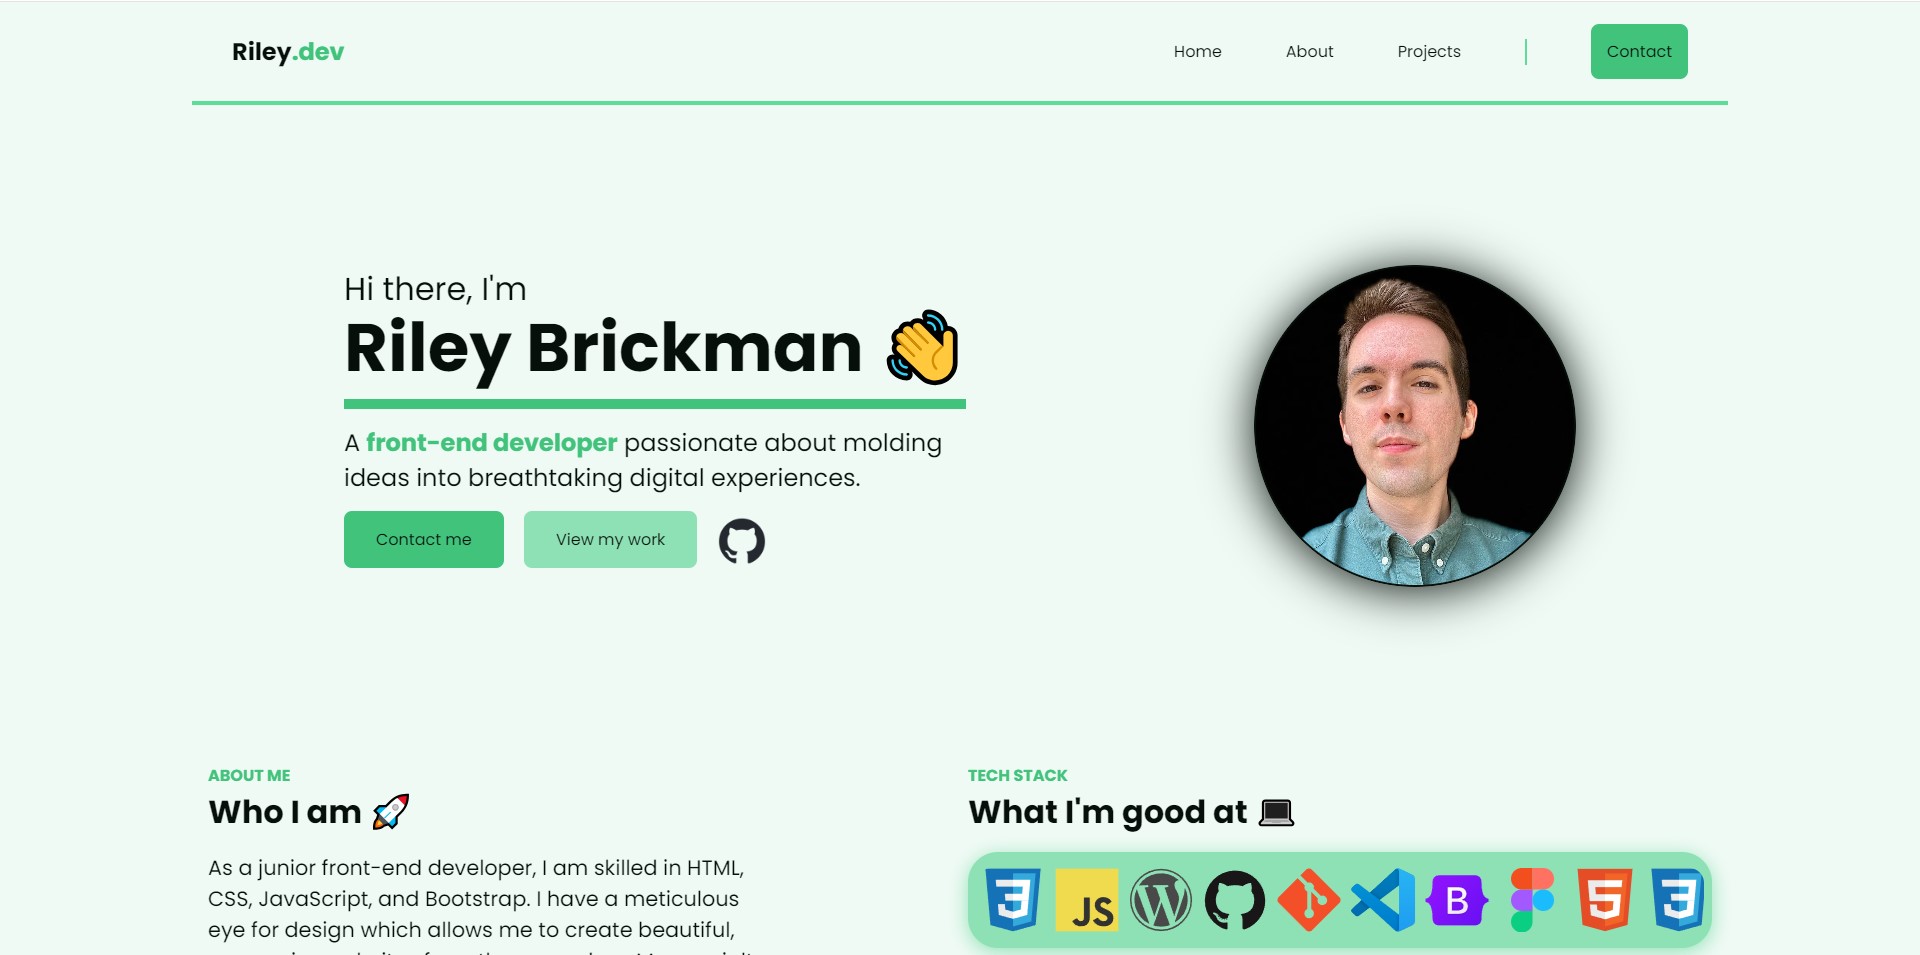 Riley.dev
Home
About
Projects
Contact
Hi there, I'm
Riley Brickman
A front-end developer passionate about molding
ideas into breathtaking digital experiences.
Contact me
View my work
ABOUT ME
Who I am
As a junior front-end developer, I am skilled in HTML,
CSS, JavaScript, and Bootstrap. I have a meticulous
eye for design which allows me to create beautiful,
TECH STACK
What I'm good at
3
JS
W
B
5
3